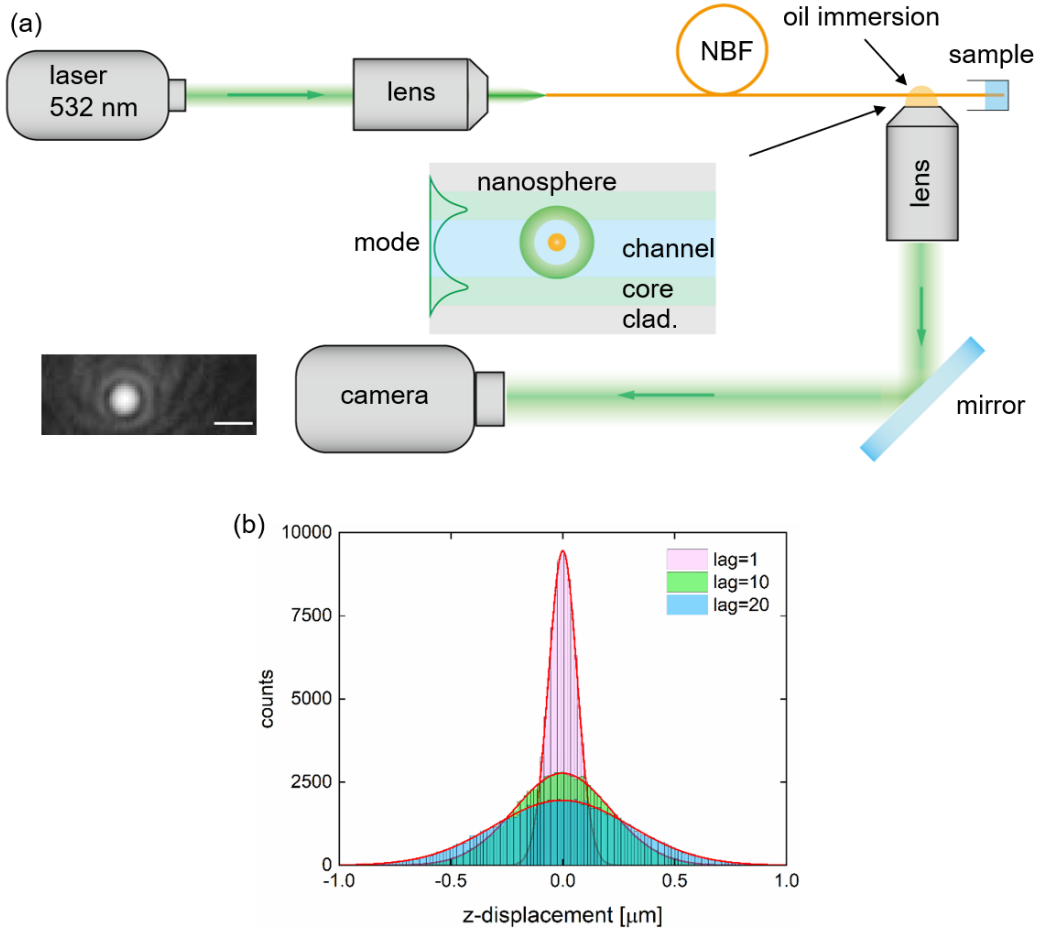 (a)
laser
532 nm
lens
NBF
oil immersion
sample
lens
nanosphere
mode
channel
core
clad.
camera
mirror
(b)
10000
7500
5000
2500
0
counts
lag=1
lag=10
lag=20
-1.0 -0.5 0.0 0.5 1.0
z-displacement [μm]